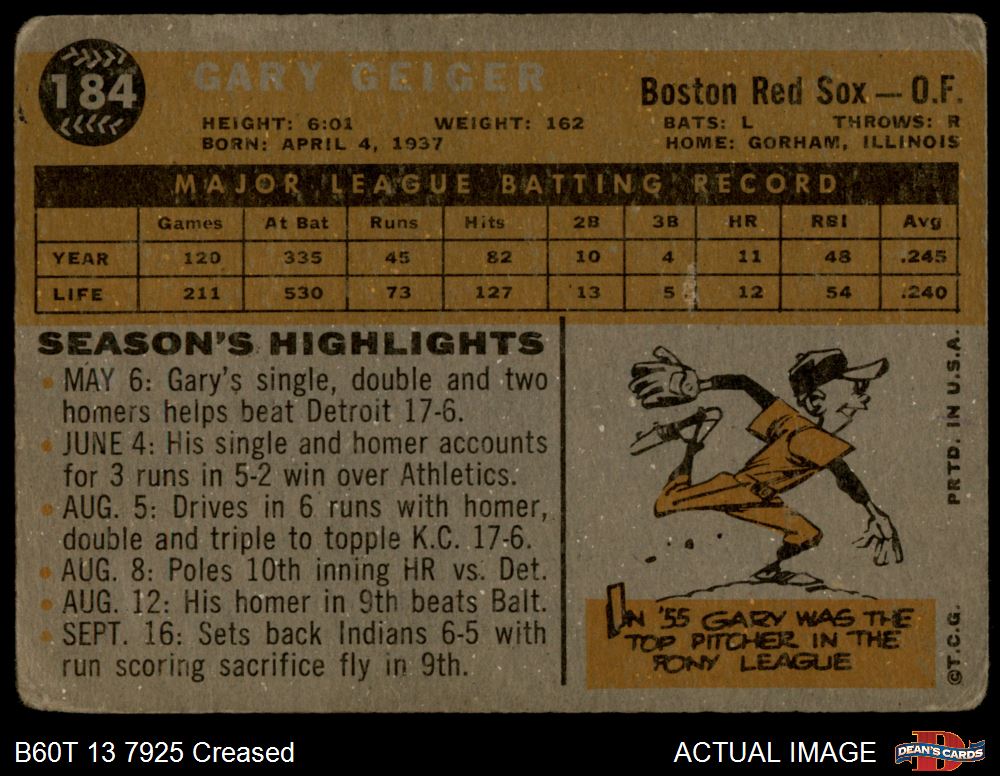 184
GARY GEIGER
Boston Red Sox — O.F.
HEIGHT: 6:01 WEIGHT: 162 BATS: L THROWS: R
BORN: APRIL 4, 1937 HOME: GORHAM, ILLINOIS
MAJOR LEAGUE BATTING RECORD
Games At Bat Runs Hits 2B 3B HR RBI Avg
YEAR 120 335 45 82 10 4 11 48 .245
LIFE 211 530 73 127 13 5 12 54 .240
SEASON'S HIGHLIGHTS
• MAY 6: Gary's single, double and two
homers helps beat Detroit 17-6.
• JUNE 4: His single and homer accounts
for 3 runs in 5-2 win over Athletics.
• AUG. 5: Drives in 6 runs with homer,
double and triple to topple K.C. 17-6.
• AUG. 8: Poles 10th inning HR vs. Det.
• AUG. 12: His homer in 9th beats Balt.
• SEPT. 16: Sets back Indians 6-5 with
run scoring sacrifice fly in 9th.
IN '55 GARY WAS THE
TOP PITCHER IN THE
PONY LEAGUE
©T.C.G. PRTD. IN U.S.A.
B60T 13 7925 Creased
ACTUAL IMAGE
DEAN'S CARDS